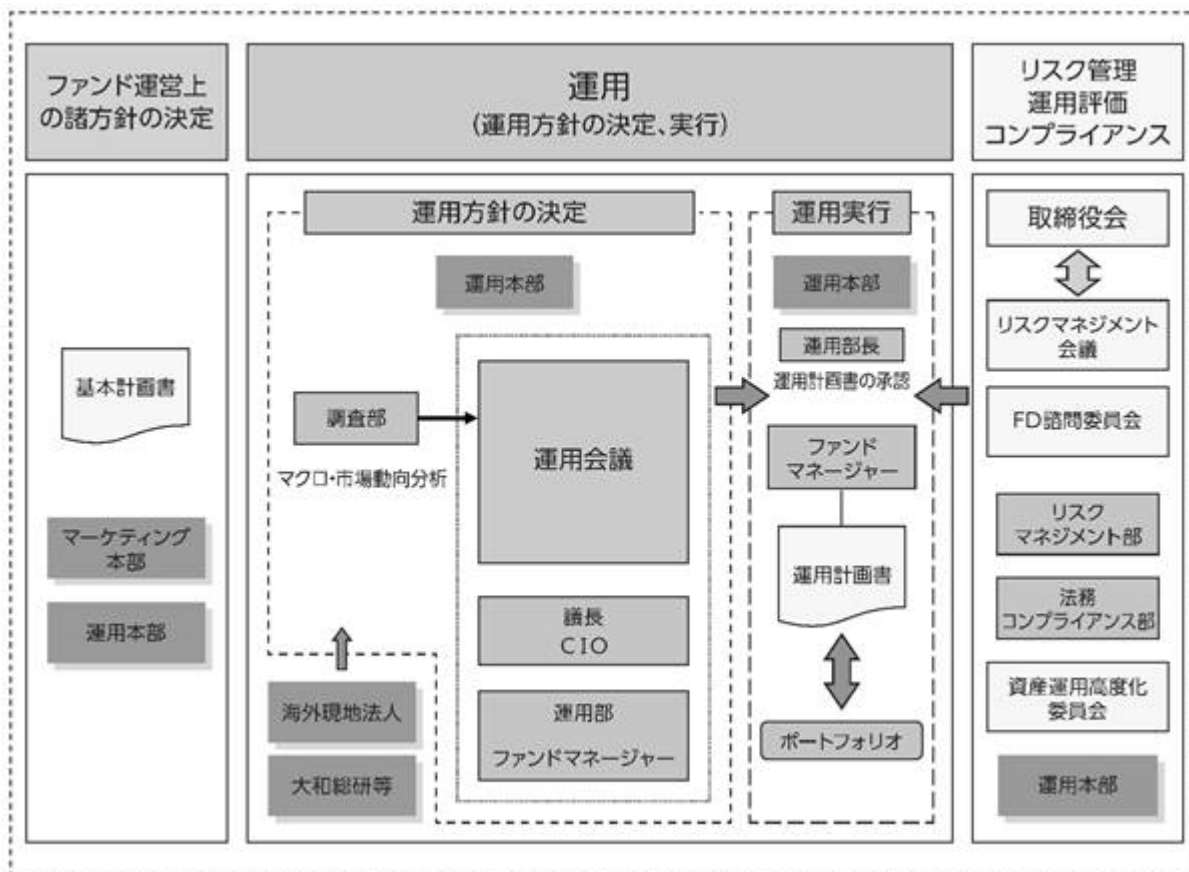 ファンド運営上
の諸方針の決定
運用
(運用方針の決定、実行)
リスク管理
運用評価
コンプライアンス
基本計画書
マーケティング
本部
運用本部
運用方針の決定
運用本部
調査部
マクロ・市場動向分析
運用会議
議長
CIO
運用部
ファンドマネージャー
海外現地法人
大和総研等
運用実行
運用本部
運用部長
運用計画書の承認
ファンド
マネージャー
運用計画書
ポートフォリオ
取締役会
リスクマネジメント
会議
FD諮問委員会
リスク
マネジメント部
法務
コンプライアンス部
資産運用高度化
委員会
運用本部